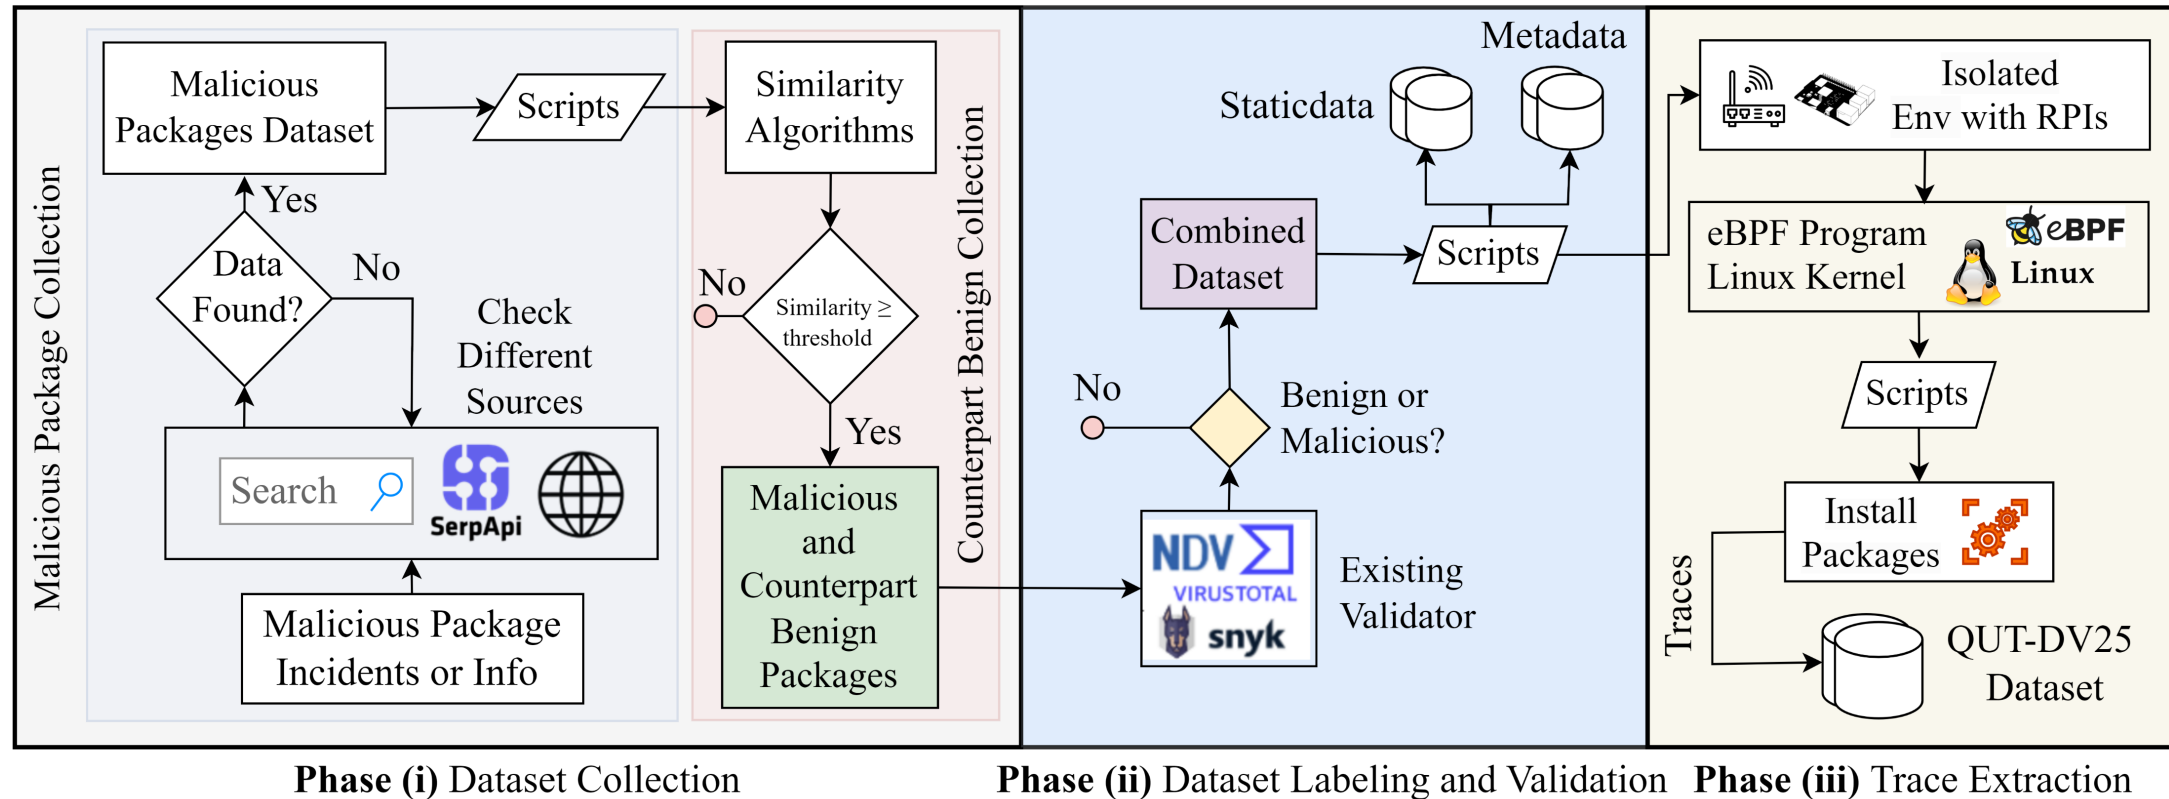 Malicious Package Collection
Malicious
Packages Dataset
Scripts
Yes
Data
Found?
No
Check
Different
Sources
Search
SerpApi
Malicious Package
Incidents or Info
Similarity
Algorithms
No
Similarity ≥
threshold
Yes
Malicious
and
Counterpart
Benign
Packages
Counterpart Benign Collection
Metadata
Staticdata
Combined
Dataset
Scripts
No
Benign or
Malicious?
NDV
VIRUSTOTAL
snyk
Existing
Validator
Isolated
Env with RPIs
eBPF Program
Linux Kernel
eBPF
Linux
Scripts
Install
Packages
Traces
QUT-DV25
Dataset
Phase (i) Dataset Collection
Phase (ii) Dataset Labeling and Validation
Phase (iii) Trace Extraction